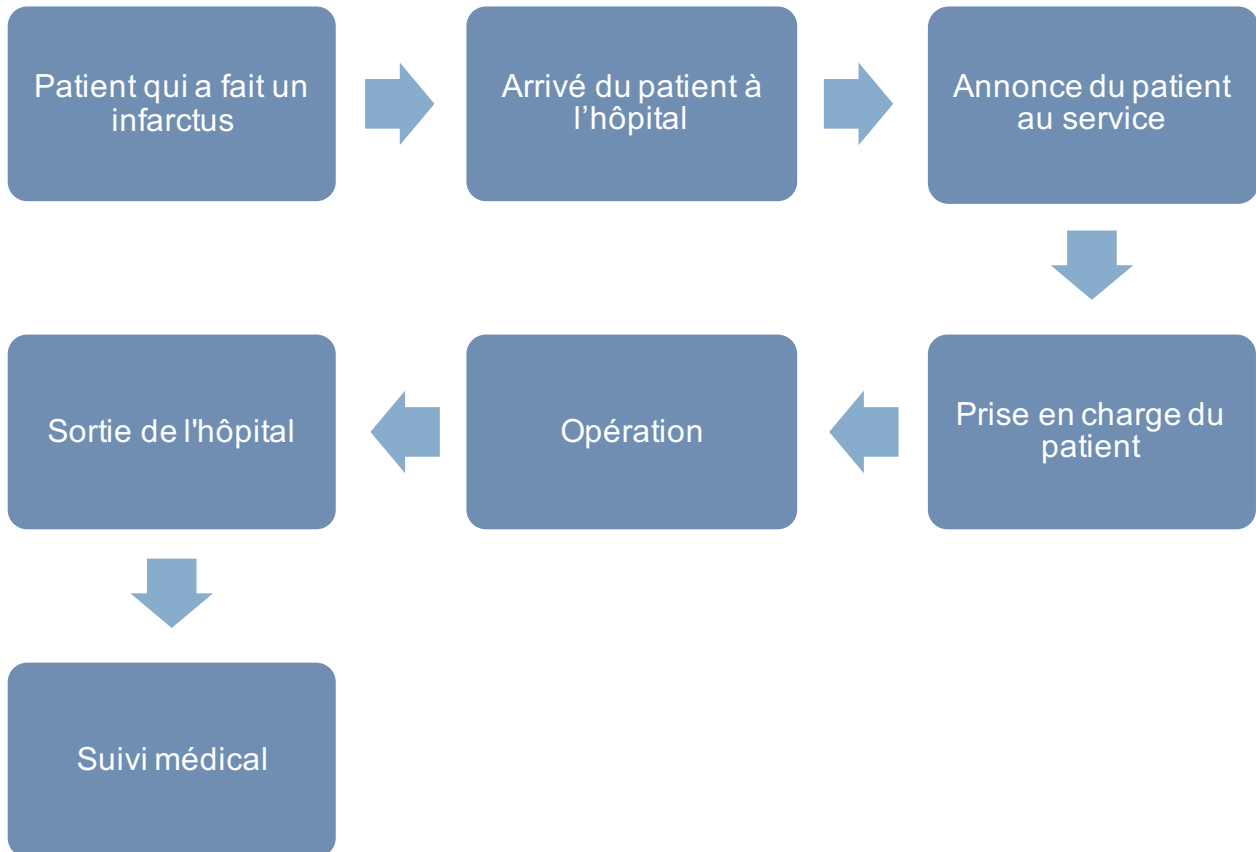 Patient qui a fait un
infarctus
Arrivé du patient à
l’hôpital
Annonce du patient
au service
Prise en charge du
patient
Opération
Sortie de l'hôpital
Suivi médical